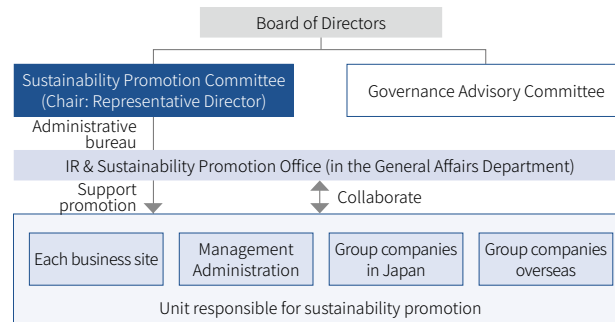 Board of Directors
Sustainability Promotion Committee
(Chair: Representative Director)
Governance Advisory Committee
Administrative
bureau
IR & Sustainability Promotion Office (in the General Affairs Department)
Support
promotion
Collaborate
Each business site
Management
Administration
Group companies
in Japan
Group companies
overseas
Unit responsible for sustainability promotion